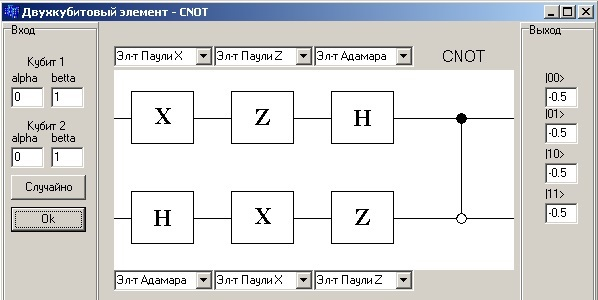 Двухкубитовый элемент - CNOT
Вход
Кубит 1
alpha betta
0 1
Кубит 2
alpha betta
0 1
Случайно
Ok
Эл-т Паули X Эл-т Паули Z Эл-т Адамара CNOT
X Z H
H X Z
Эл-т Адамара Эл-т Паули X Эл-т Паули Z
Выход
|00>
-0.5
|01>
-0.5
|10>
-0.5
|11>
-0.5